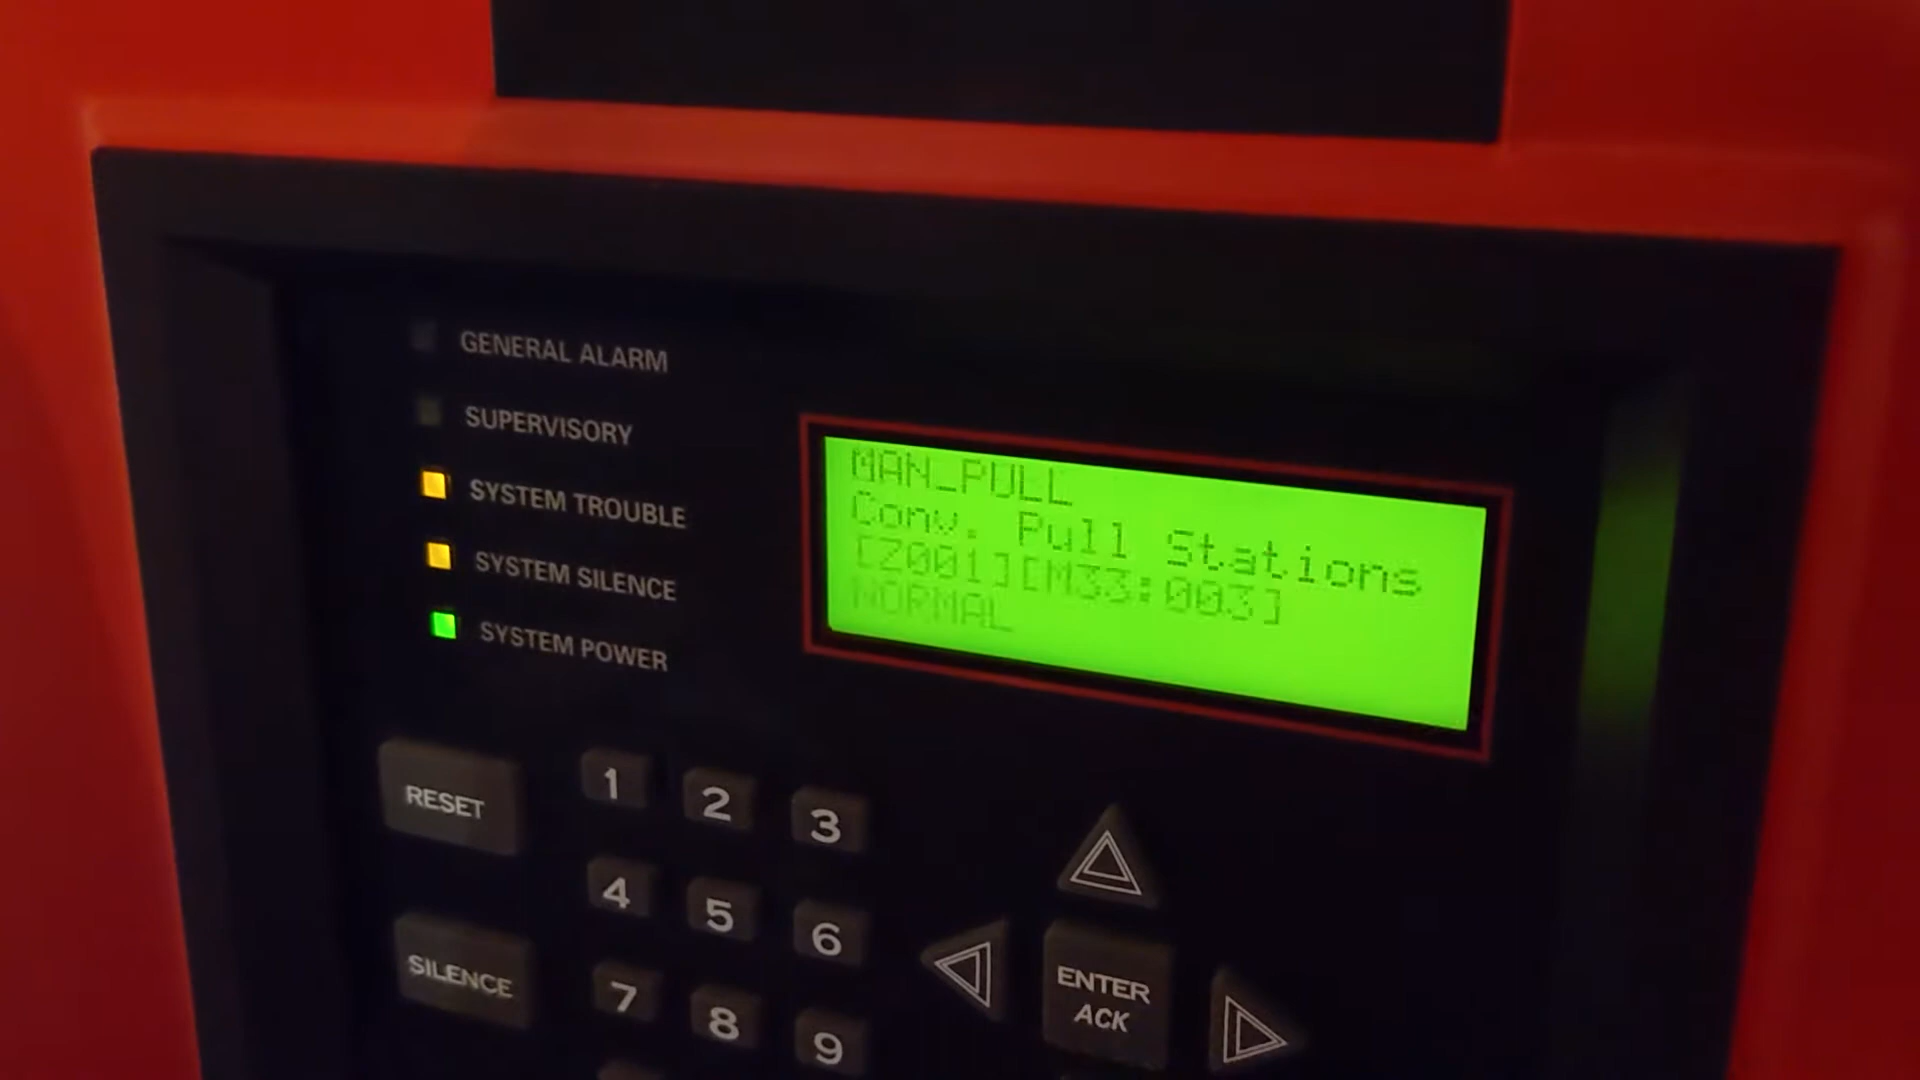 GENERAL ALARM
SUPERVISORY
SYSTEM TROUBLE
SYSTEM SILENCE
SYSTEM POWER
MAN_PULL
Conv. Pull Stations
[Z001][M33:003]
NORMAL
RESET
1 2 3
4 5 6
SILENCE
7 8 9
ENTER
ACK